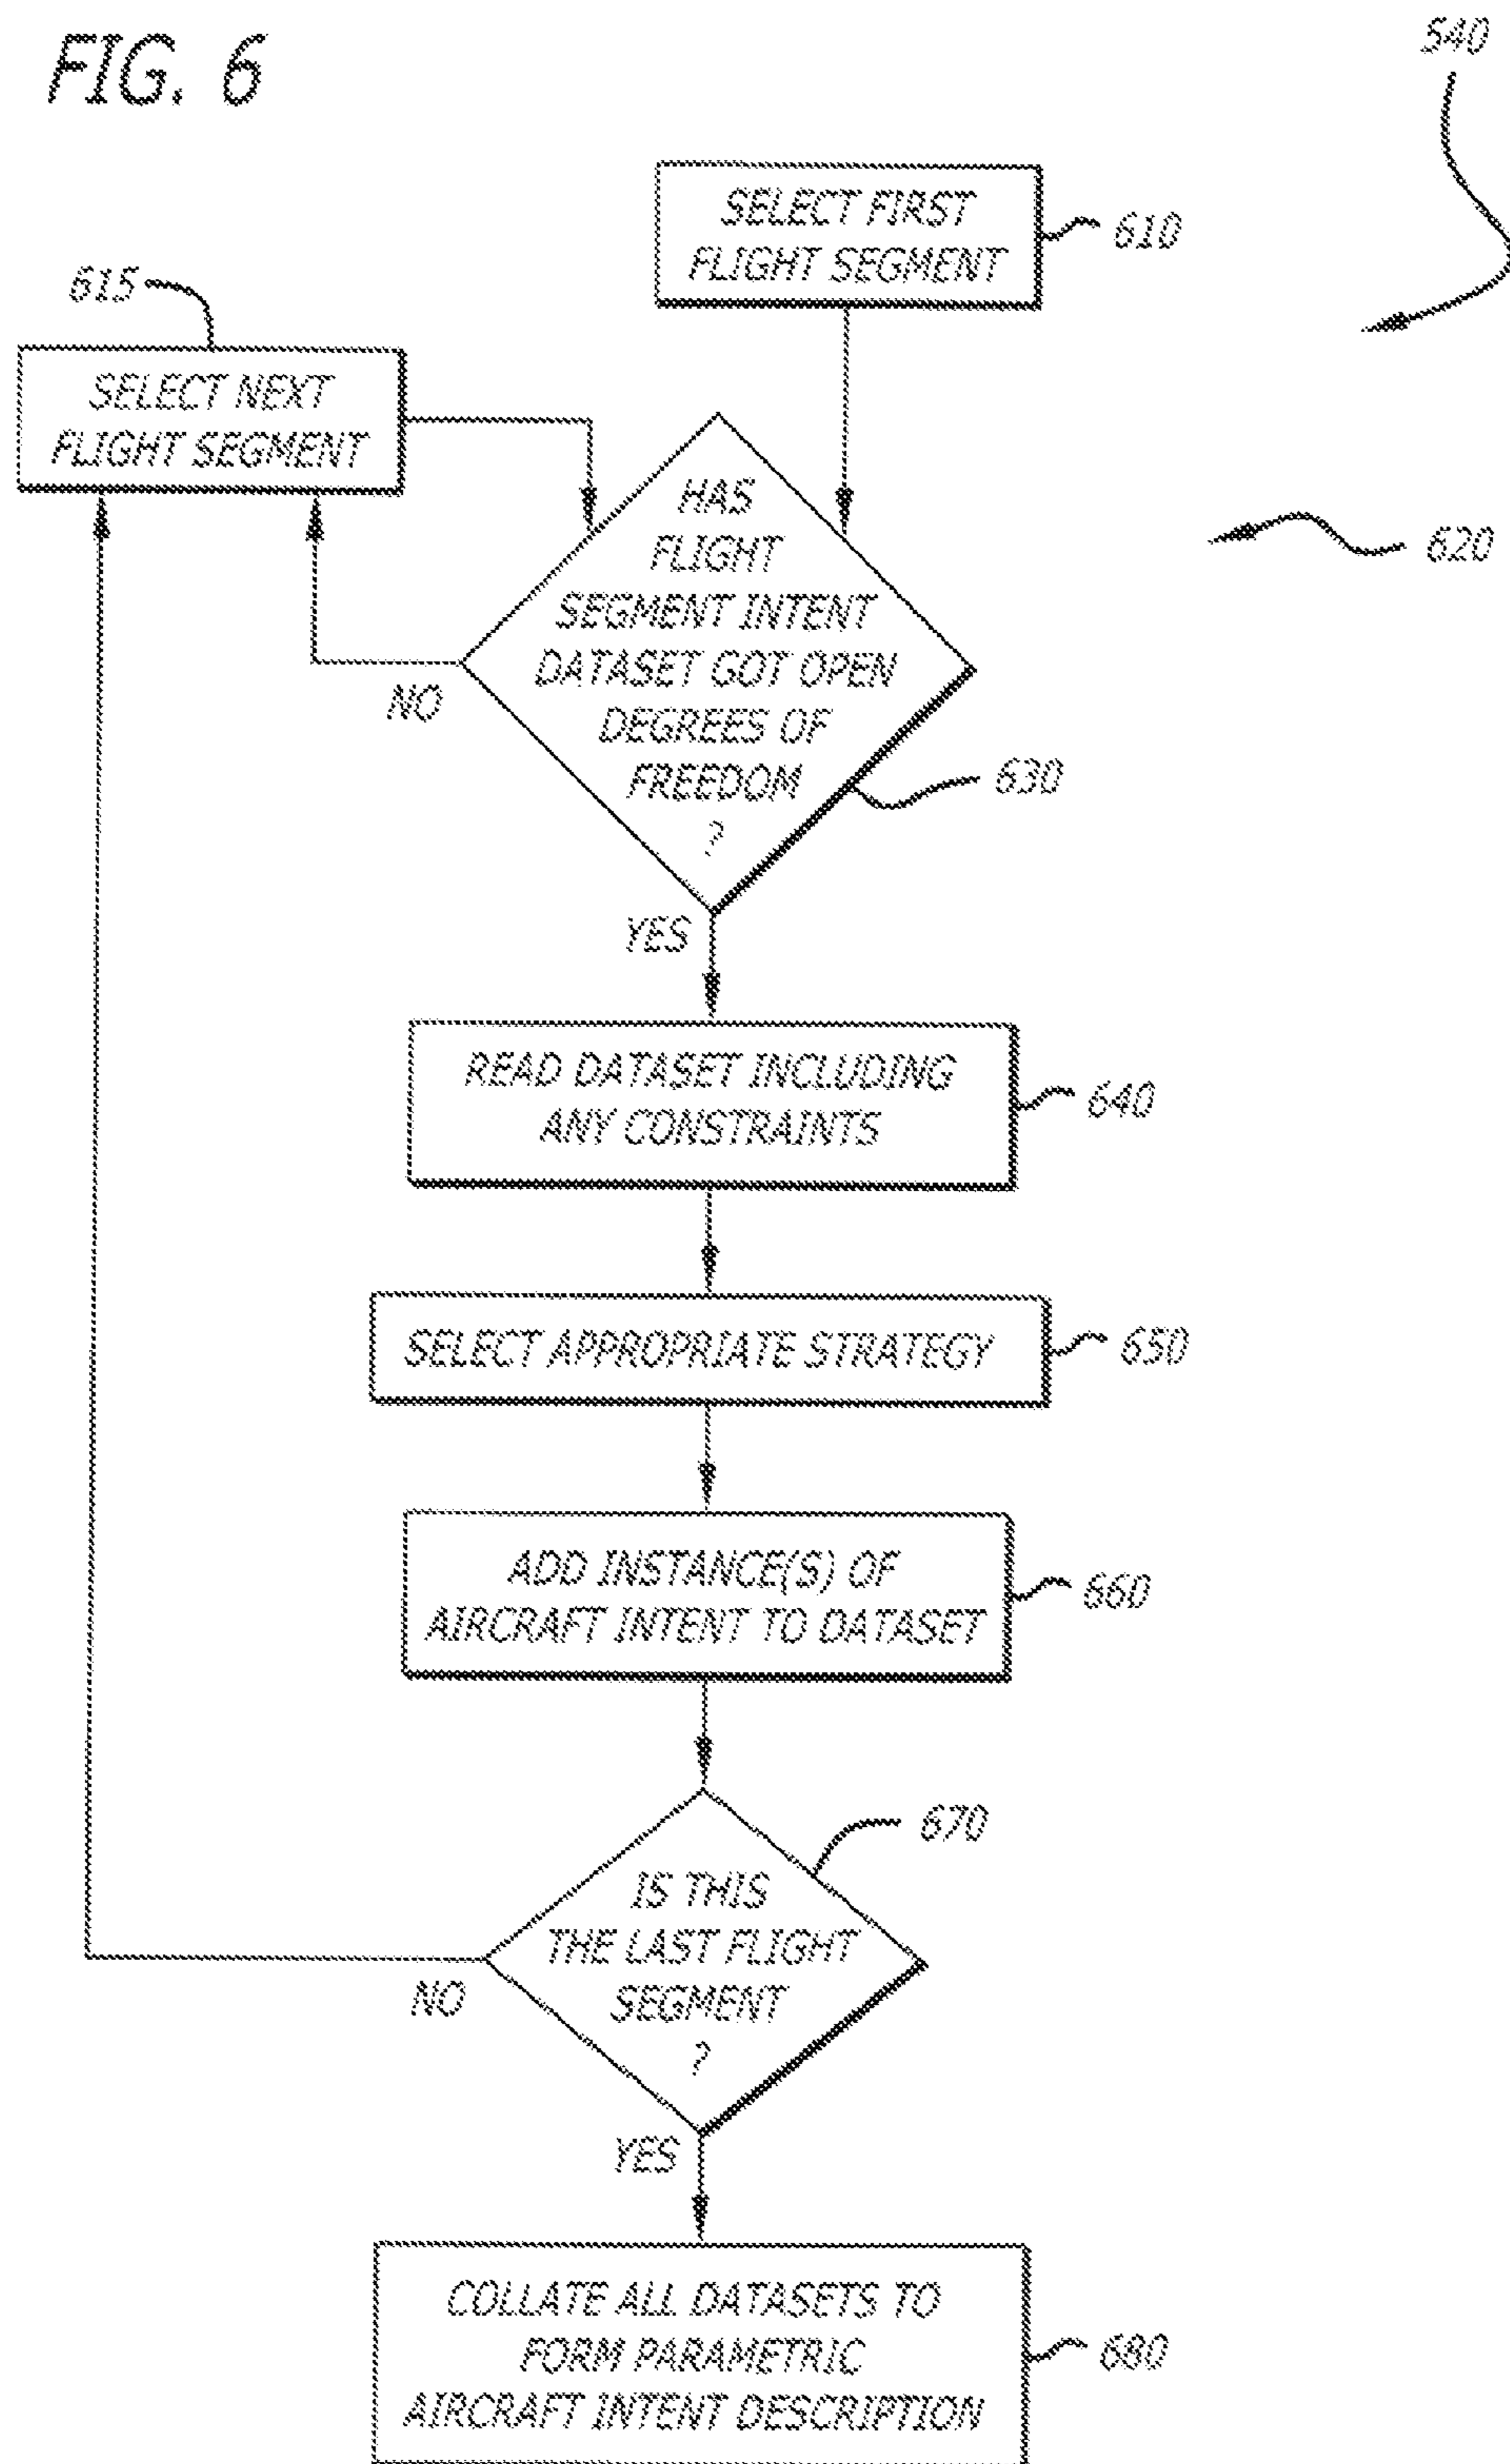 FIG. 6
540
SELECT FIRST
FLIGHT SEGMENT
610
615
SELECT NEXT
FLIGHT SEGMENT
HAS
FLIGHT
SEGMENT INTENT
DATASET GOT OPEN
DEGREES OF
FREEDOM
?
620
NO
630
YES
READ DATASET INCLUDING
ANY CONSTRAINTS
640
SELECT APPROPRIATE STRATEGY
650
ADD INSTANCE(S) OF
AIRCRAFT INTENT TO DATASET
660
670
IS THIS
THE LAST FLIGHT
SEGMENT
?
NO
YES
COLLATE ALL DATASETS TO
FORM PARAMETRIC
AIRCRAFT INTENT DESCRIPTION
680